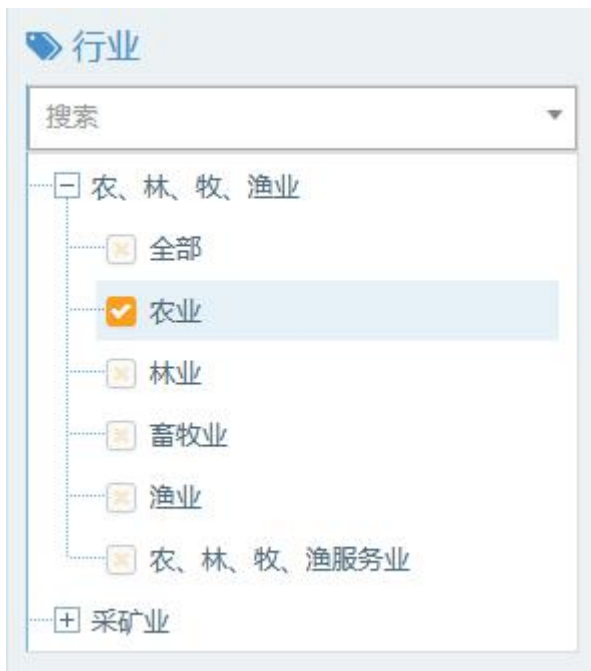 行业
搜索
农、林、牧、渔业
全部
农业
林业
畜牧业
渔业
农、林、牧、渔服务业
采矿业